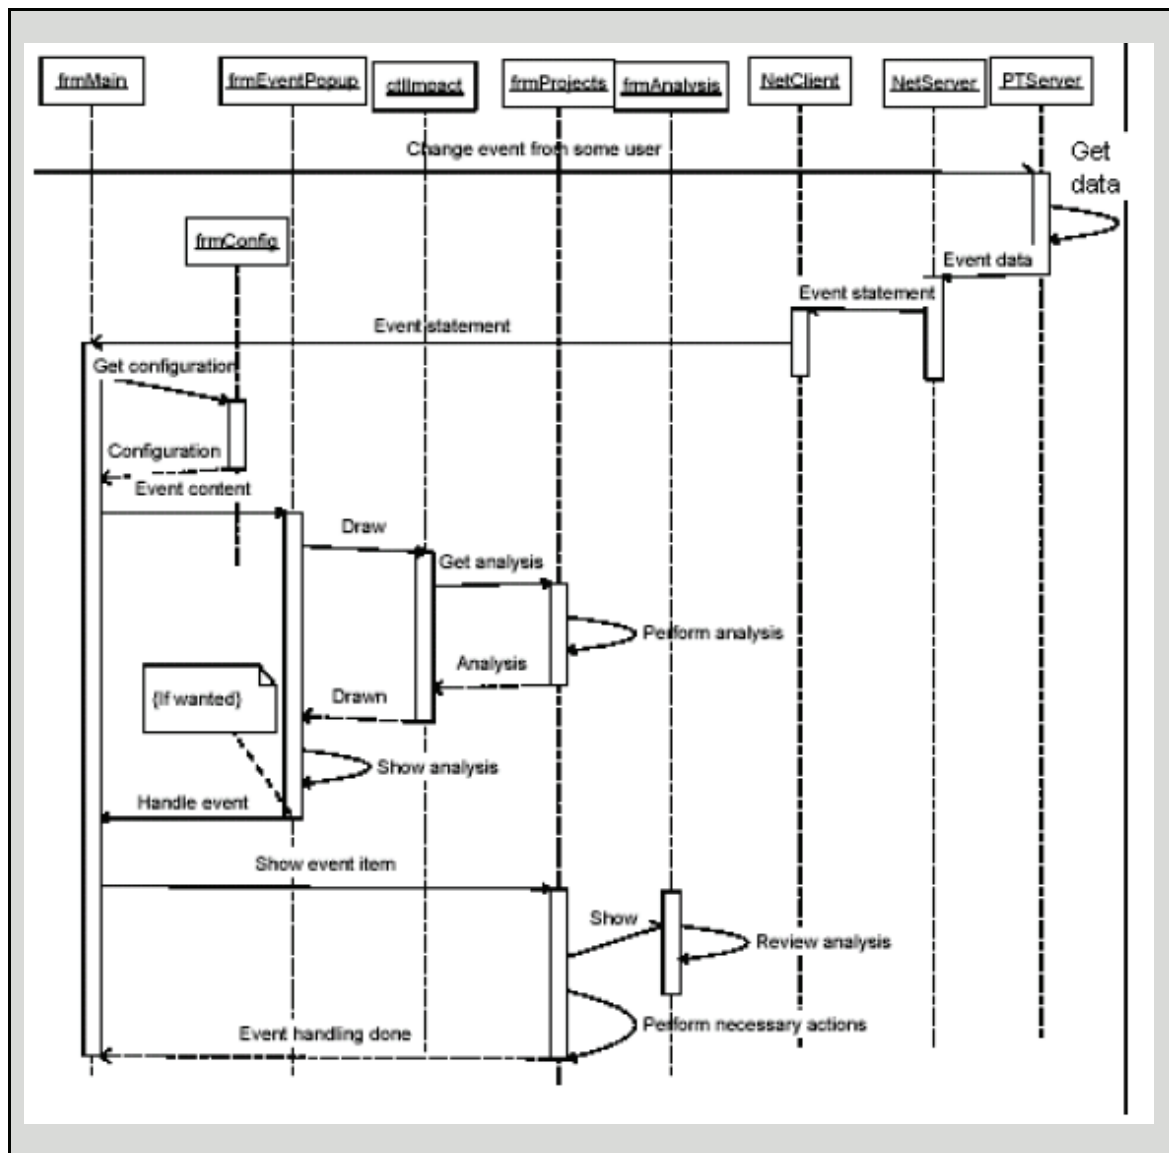 frmMain
frmEventPopup
ctlImpact
frmProjects
frmAnalysis
NetClient
NetServer
PTServer
Change event from some user
Get
data
frmConfig
Event data
Event statement
Event statement
Get configuration
Configuration
Event content
Draw
Get analysis
Perform analysis
Analysis
{If wanted}
Drawn
Show analysis
Handle event
Show event item
Show
Review analysis
Perform necessary actions
Event handling done